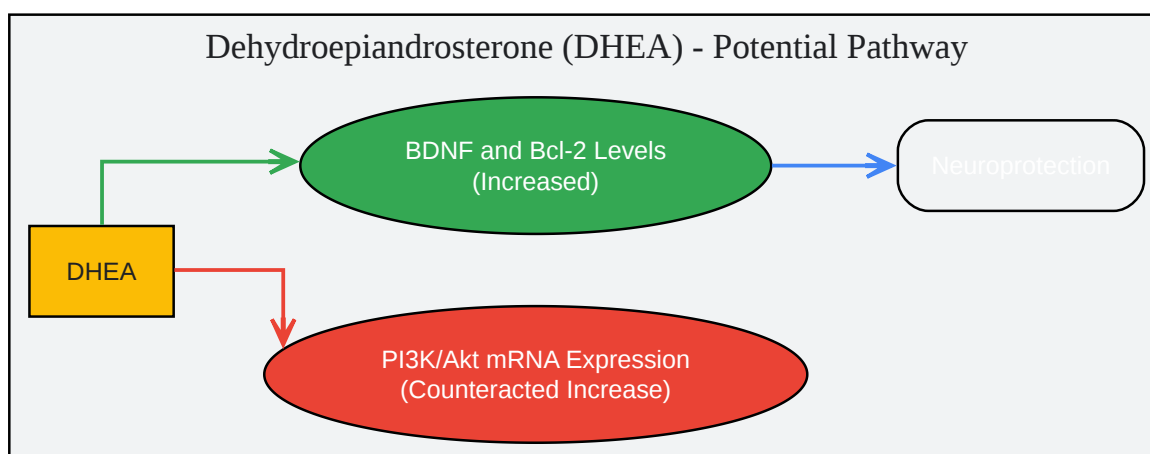 Dehydroepiandrosterone (DHEA) - Potential Pathway
BDNF and Bcl-2 Levels
(Increased)
Neuroprotection
DHEA
PI3K/Akt mRNA Expression
(Counteracted Increase)